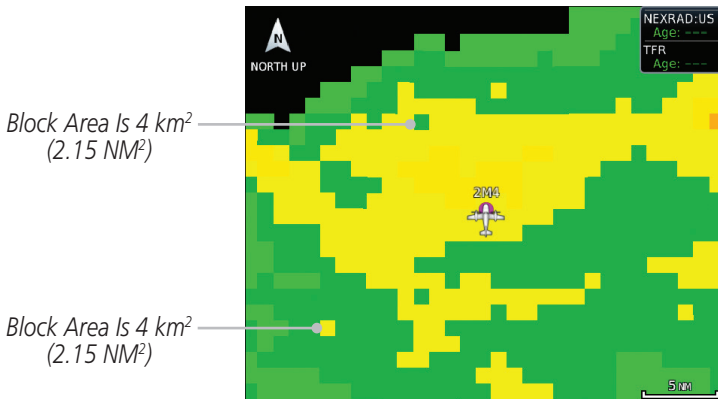 NEXRAD:US
Age: ---
TFR
Age: ---
N
NORTH UP
Block Area Is 4 km²
(2.15 NM²)
2M4
Block Area Is 4 km²
(2.15 NM²)
5 NM